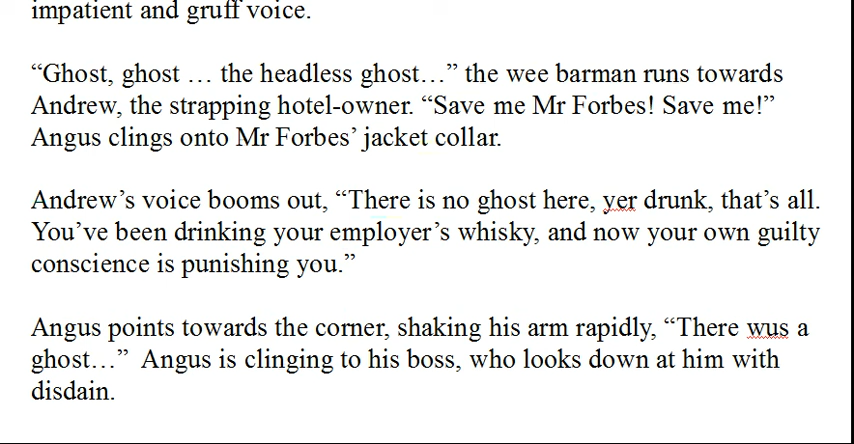 impatient and gruff voice.
“Ghost, ghost … the headless ghost…” the wee barman runs towards
Andrew, the strapping hotel-owner. “Save me Mr Forbes! Save me!”
Angus clings onto Mr Forbes’ jacket collar.
Andrew’s voice booms out, “There is no ghost here, yer drunk, that’s all.
You’ve been drinking your employer’s whisky, and now your own guilty
conscience is punishing you.”
Angus points towards the corner, shaking his arm rapidly, “There wus a
ghost…”  Angus is clinging to his boss, who looks down at him with
disdain.